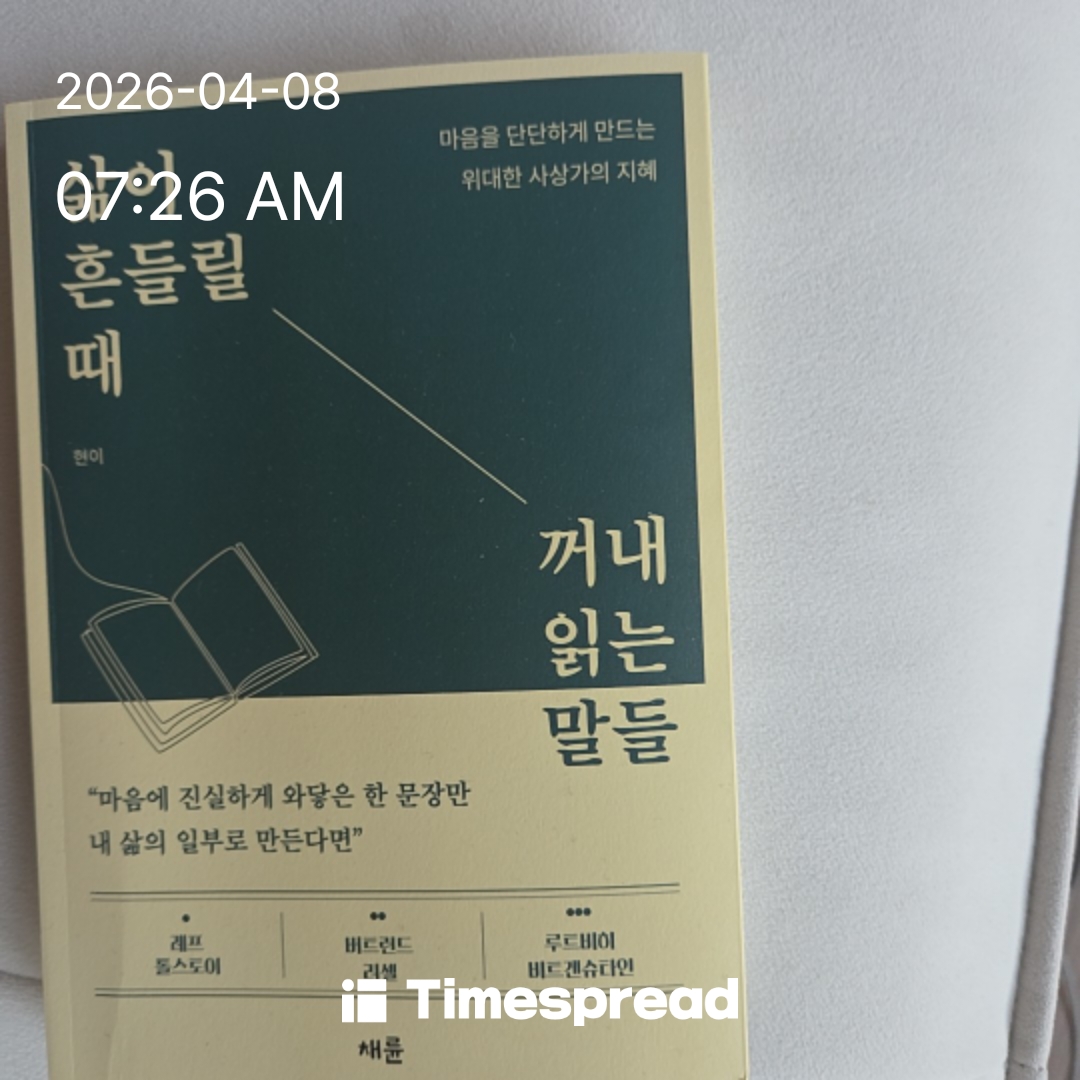 2026-04-08
마음을 단단하게 만드는
위대한 사상가의 지혜
07:26 AM
삶이
흔들릴
때
현이
꺼내
읽는
말들
“마음에 진실하게 와닿은 한 문장만
내 삶의 일부로 만든다면”
레프
톨스토이
버트런드
러셀
루트비히
비트겐슈타인
Timespread
채륜